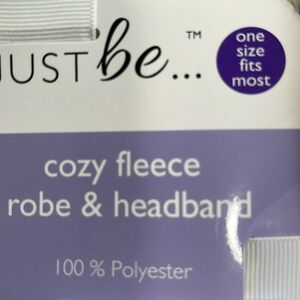 JUST be...™
one
size
fits
most
cozy fleece
robe & headband
100 % Polyester